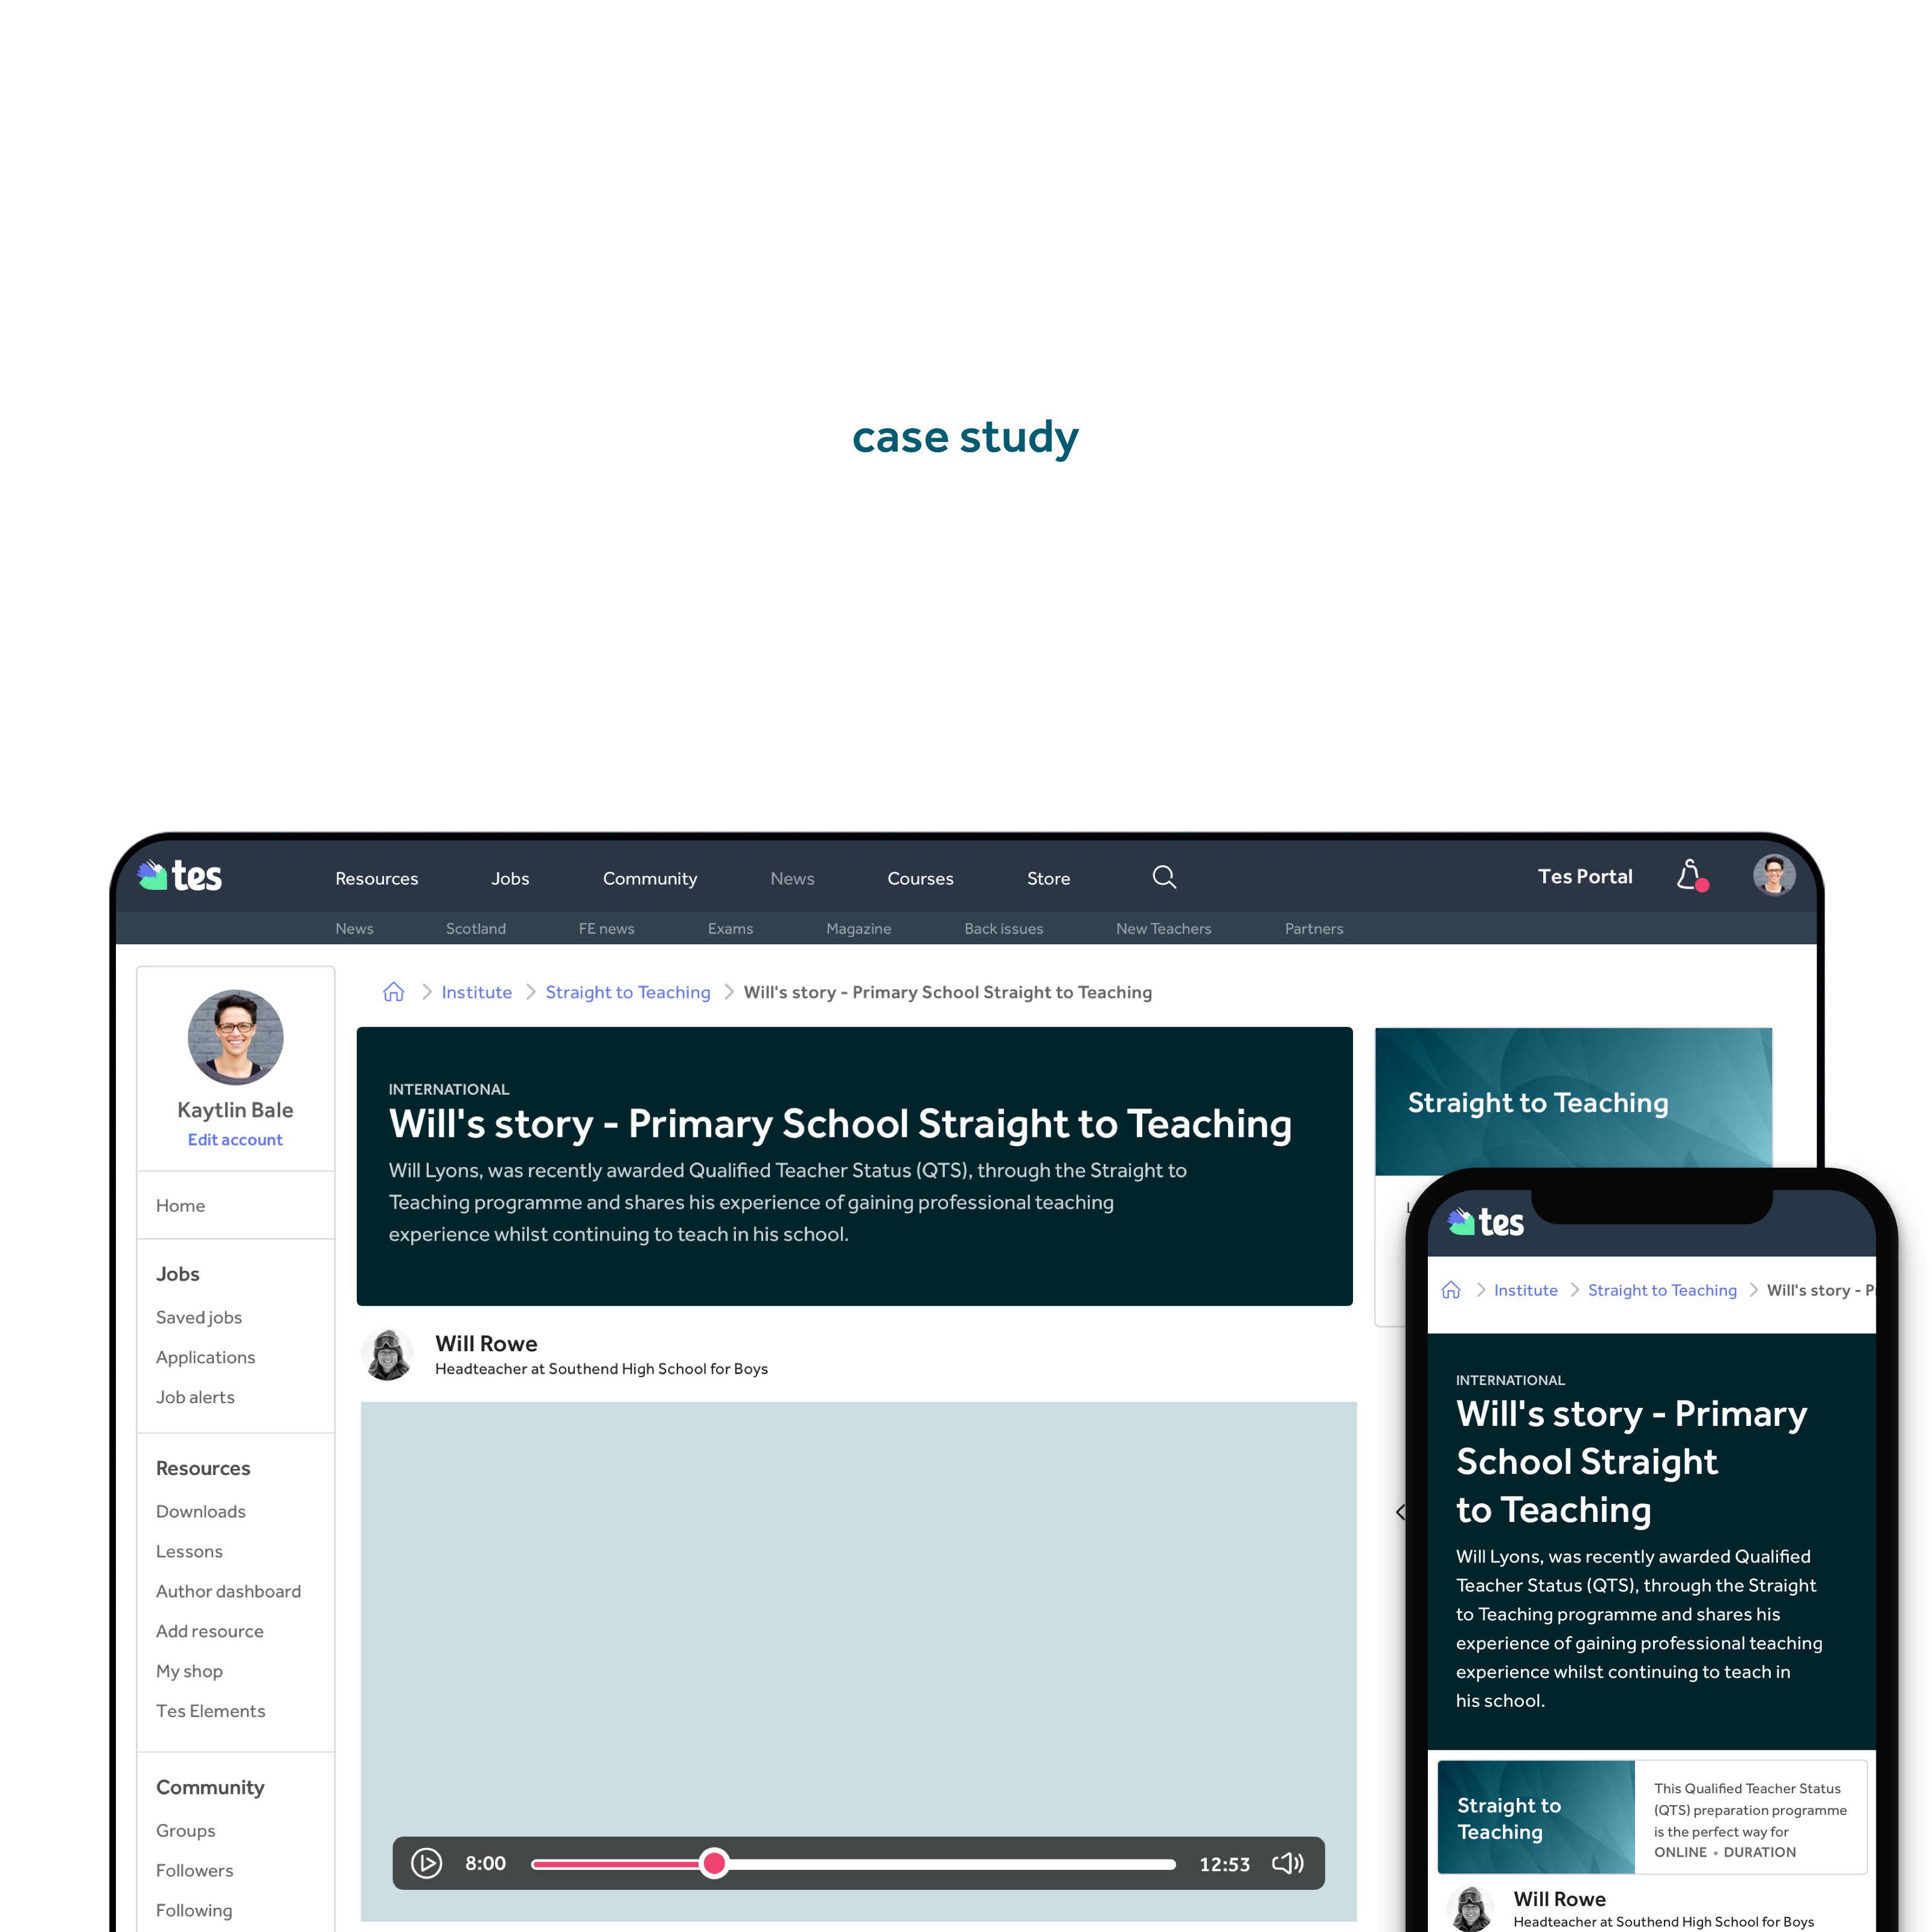 case study
tes
Resources
Jobs
Community
News
Courses
Store
Tes Portal
News
Scotland
FE news
Exams
Magazine
Back issues
New Teachers
Partners
Kaytlin Bale
Edit account
Home
Jobs
Saved jobs
Applications
Job alerts
Resources
Downloads
Lessons
Author dashboard
Add resource
My shop
Tes Elements
Community
Groups
Followers
Following
Institute
Straight to Teaching
Will's story - Primary School Straight to Teaching
INTERNATIONAL
Will's story - Primary School Straight to Teaching
Will Lyons, was recently awarded Qualified Teacher Status (QTS), through the Straight to
Teaching programme and shares his experience of gaining professional teaching
experience whilst continuing to teach in his school.
Will Rowe
Headteacher at Southend High School for Boys
8:00
12:53
Straight to Teaching
tes
Institute
Straight to Teaching
Will's story - P
INTERNATIONAL
Will's story - Primary
School Straight
to Teaching
Will Lyons, was recently awarded Qualified
Teacher Status (QTS), through the Straight
to Teaching programme and shares his
experience of gaining professional teaching
experience whilst continuing to teach in
his school.
Straight to
Teaching
This Qualified Teacher Status
(QTS) preparation programme
is the perfect way for
ONLINE • DURATION
Will Rowe
Headteacher at Southend High School for Boys